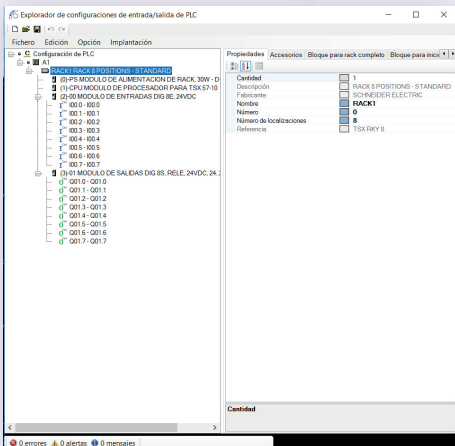 Explorador de configuraciones de entrada/salida de PLC
Fichero Edición Opción Implantación
Configuración de PLC
A1
RACK1 RACK 8 POSITIONS - STANDARD
(0)-PS MODULO DE ALIMENTACION DE RACK, 30W - D
(1)-CPU MODULO DE PROCESADOR PARA TSX 57-10
(2)-00 MODULO DE ENTRADAS DIG 8E, 24VDC
I00.0 - I00.0
I00.1 - I00.1
I00.2 - I00.2
I00.3 - I00.3
I00.4 - I00.4
I00.5 - I00.5
I00.6 - I00.6
I00.7 - I00.7
(3)-01 MODULO DE SALIDAS DIG 8S, RELE, 24VDC, 24..
Q01.0 - Q01.0
Q01.1 - Q01.1
Q01.2 - Q01.2
Q01.3 - Q01.3
Q01.4 - Q01.4
Q01.5 - Q01.5
Q01.6 - Q01.6
Q01.7 - Q01.7
Propiedades Accesorios Bloque para rack completo Bloque para inicia
Cantidad 1
Descripción RACK 8 POSITIONS - STANDARD
Fabricante SCHNEIDER ELECTRIC
Nombre RACK1
Número 0
Número de localizaciones 8
Referencia TSX RKY 8
Cantidad
0 errores 0 alertas 0 mensajes